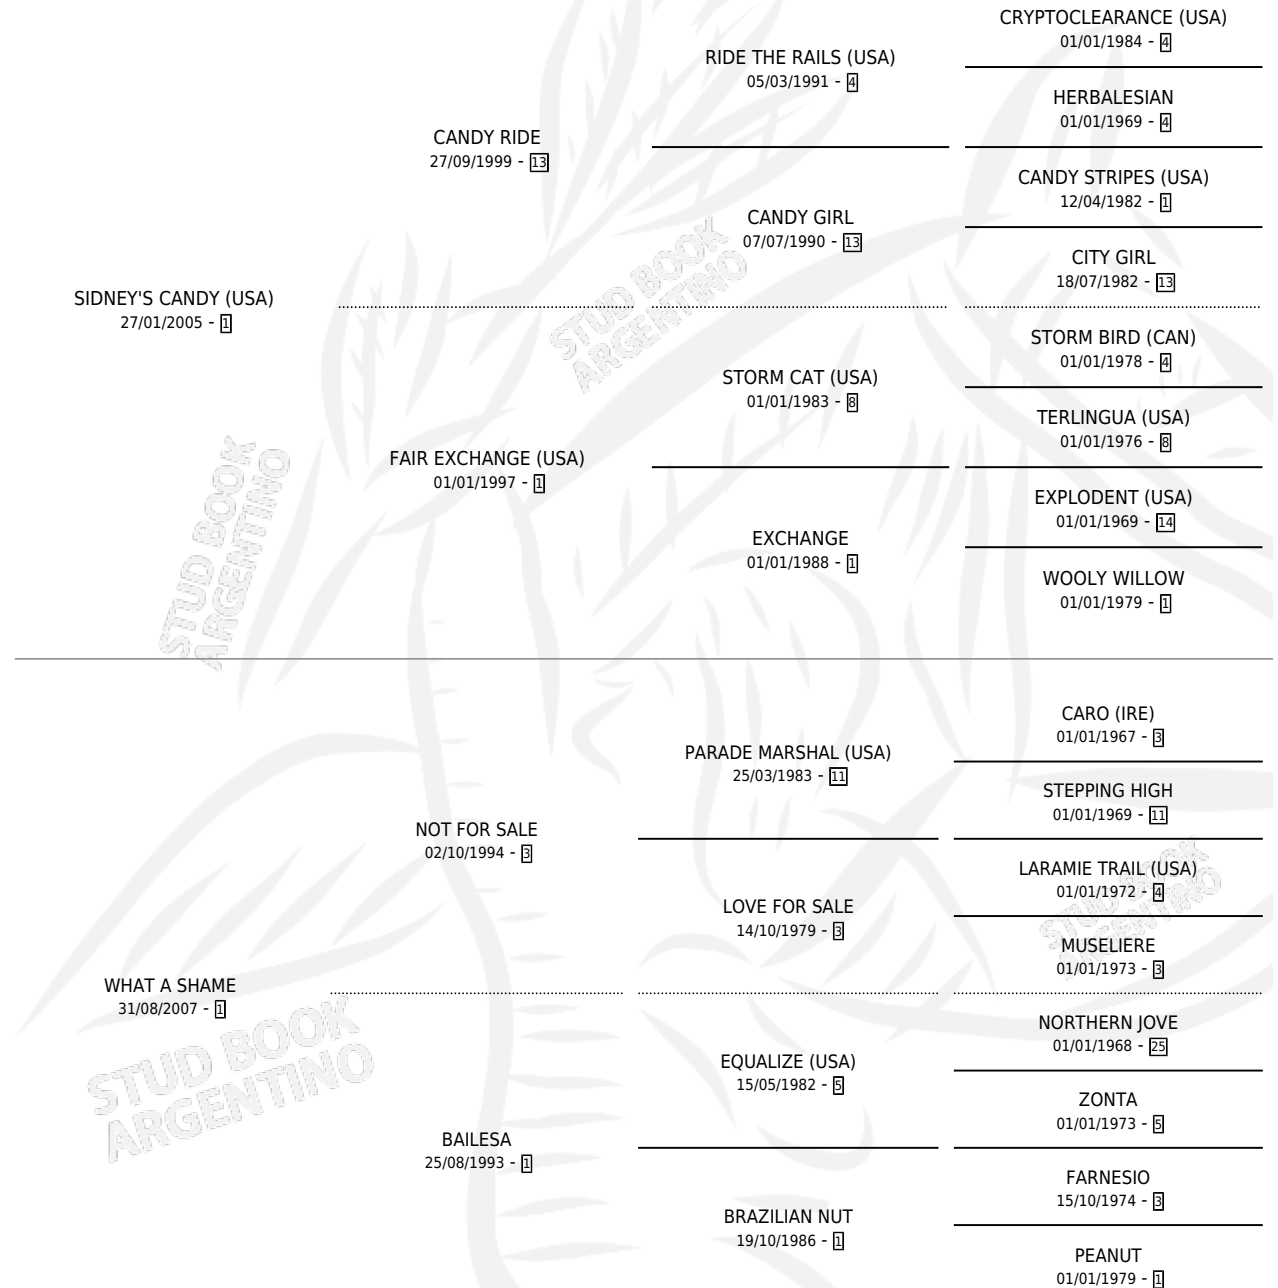 CRYPTOCLEARANCE (USA)
01/01/1984 - 4
RIDE THE RAILS (USA)
05/03/1991 - 4
HERBALESIAN
01/01/1969 - 4
CANDY RIDE
27/09/1999 - 13
CANDY STRIPES (USA)
12/04/1982 - 1
CANDY GIRL
07/07/1990 - 13
CITY GIRL
18/07/1982 - 13
SIDNEY'S CANDY (USA)
27/01/2005 - 1
STORM BIRD (CAN)
01/01/1978 - 4
STORM CAT (USA)
01/01/1983 - 8
TERLINGUA (USA)
01/01/1976 - 8
FAIR EXCHANGE (USA)
01/01/1997 - 1
EXPLODENT (USA)
01/01/1969 - 14
EXCHANGE
01/01/1988 - 1
WOOLY WILLOW
01/01/1979 - 1
CARO (IRE)
01/01/1967 - 3
PARADE MARSHAL (USA)
25/03/1983 - 11
STEPPING HIGH
01/01/1969 - 11
NOT FOR SALE
02/10/1994 - 3
LARAMIE TRAIL (USA)
01/01/1972 - 4
LOVE FOR SALE
14/10/1979 - 3
MUSELIERE
01/01/1973 - 3
WHAT A SHAME
31/08/2007 - 1
NORTHERN JOVE
01/01/1968 - 25
EQUALIZE (USA)
15/05/1982 - 5
ZONTA
01/01/1973 - 5
BAILESA
25/08/1993 - 1
FARNESIO
15/10/1974 - 3
BRAZILIAN NUT
19/10/1986 - 1
PEANUT
01/01/1979 - 1
STUD BOOK
ARGENTINO
STUD BOOK
ARGENTINO
STUD BOOK
ARGENTINO
STUD BOOK
ARGENTINO